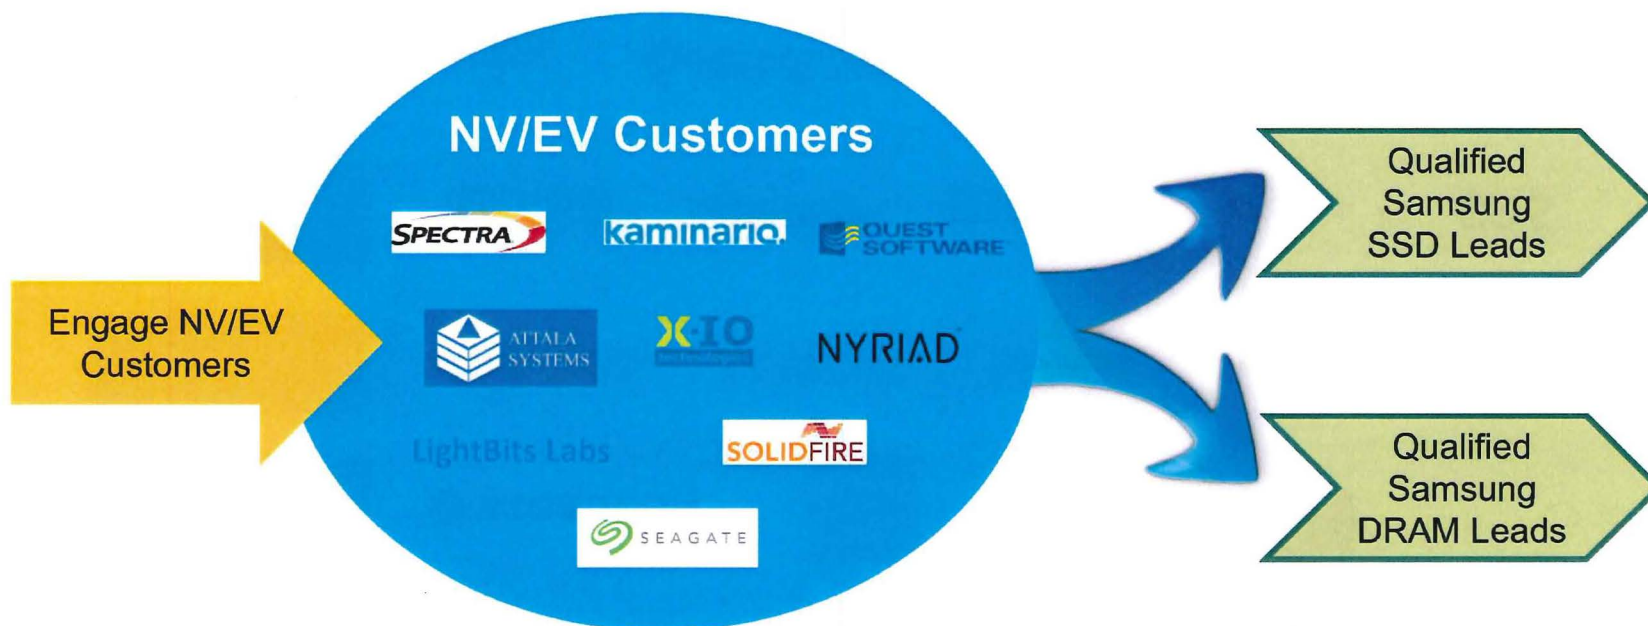 NV/EV Customers
SPECTRA
kaminario.
QUEST
SOFTWARE
Engage NV/EV
Customers
ATTALA
SYSTEMS
X-IO
technologies
NYRIAD
LightBits Labs
SOLIDFIRE
SEAGATE
Qualified
Samsung
SSD Leads
Qualified
Samsung
DRAM Leads